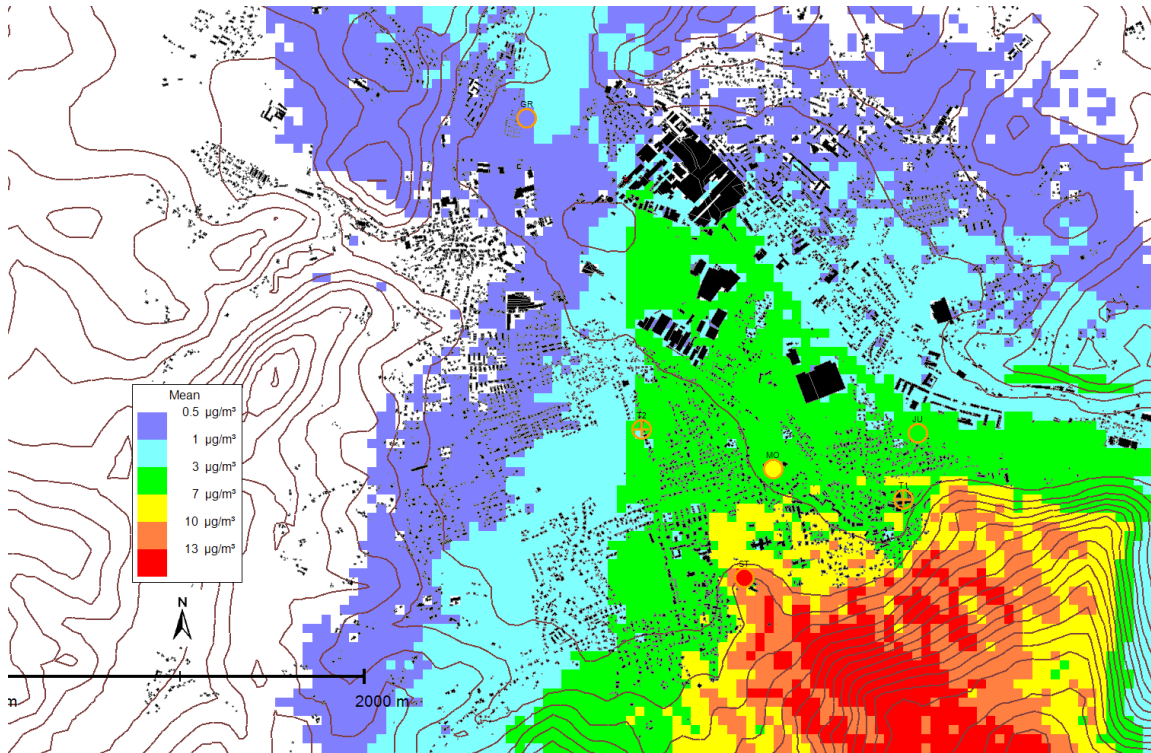 GR
Mean
0.5 µg/m³
1 µg/m³
3 µg/m³
7 µg/m³
10 µg/m³
13 µg/m³
T2
JU
MO
T1
ST
N
m
2000 m